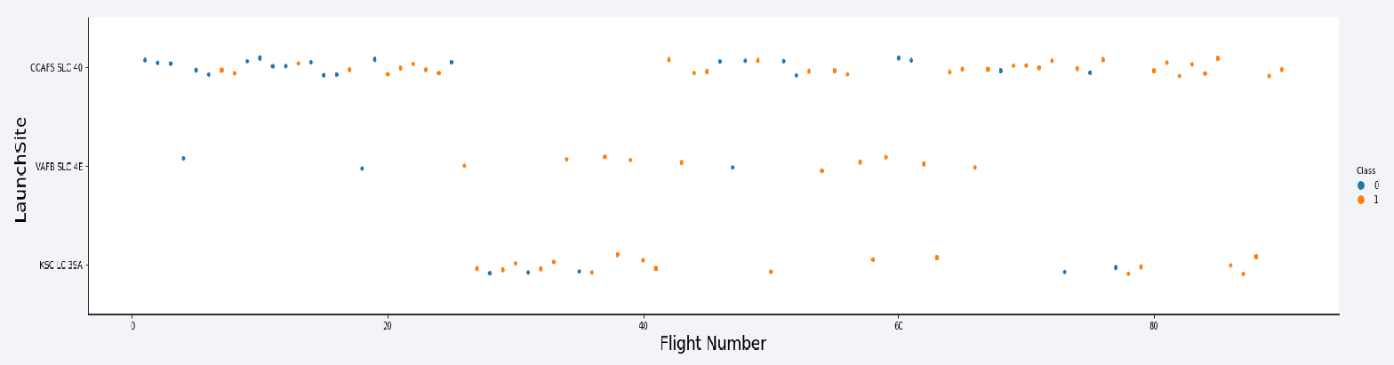 LaunchSite
CCAFS SLC 40
VAFB SLC 4E
KSC LC 39A
0
20
40
60
80
Flight Number
Class
0
1